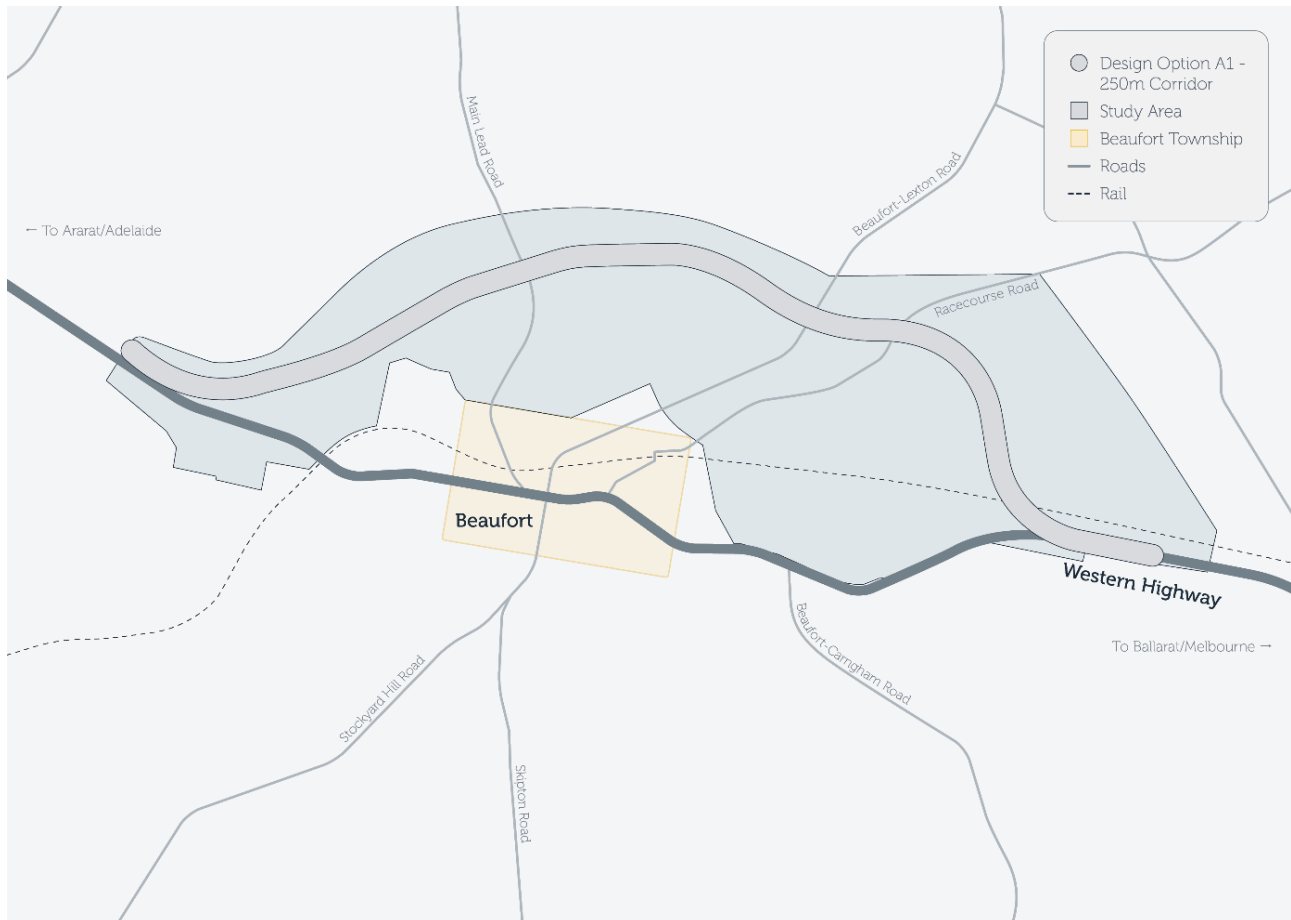 Design Option A1 -
250m Corridor
Study Area
Beaufort Township
Roads
Rail
Main Lead Road
Beaufort-Lexton Road
← To Ararat/Adelaide
Racecourse Road
Beaufort
Western Highway
To Ballarat/Melbourne →
Beaufort-Carngham Road
Stockyard Hill Road
Skipton Road